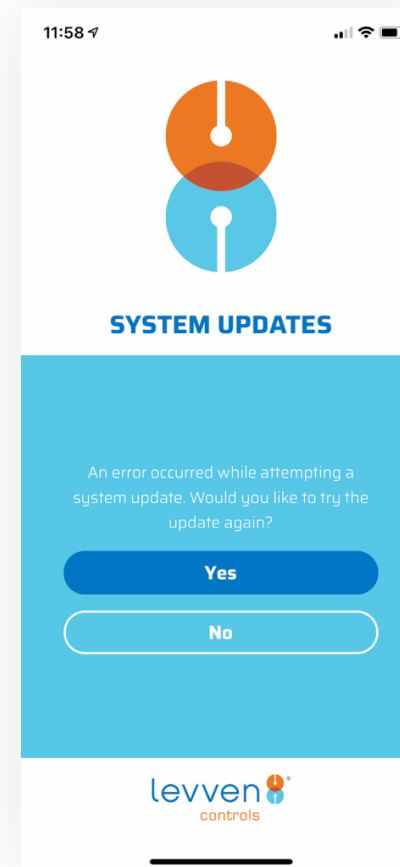 11:58
SYSTEM UPDATES
An error occurred while attempting a
system update. Would you like to try the
update again?
Yes
No
levven®
controls